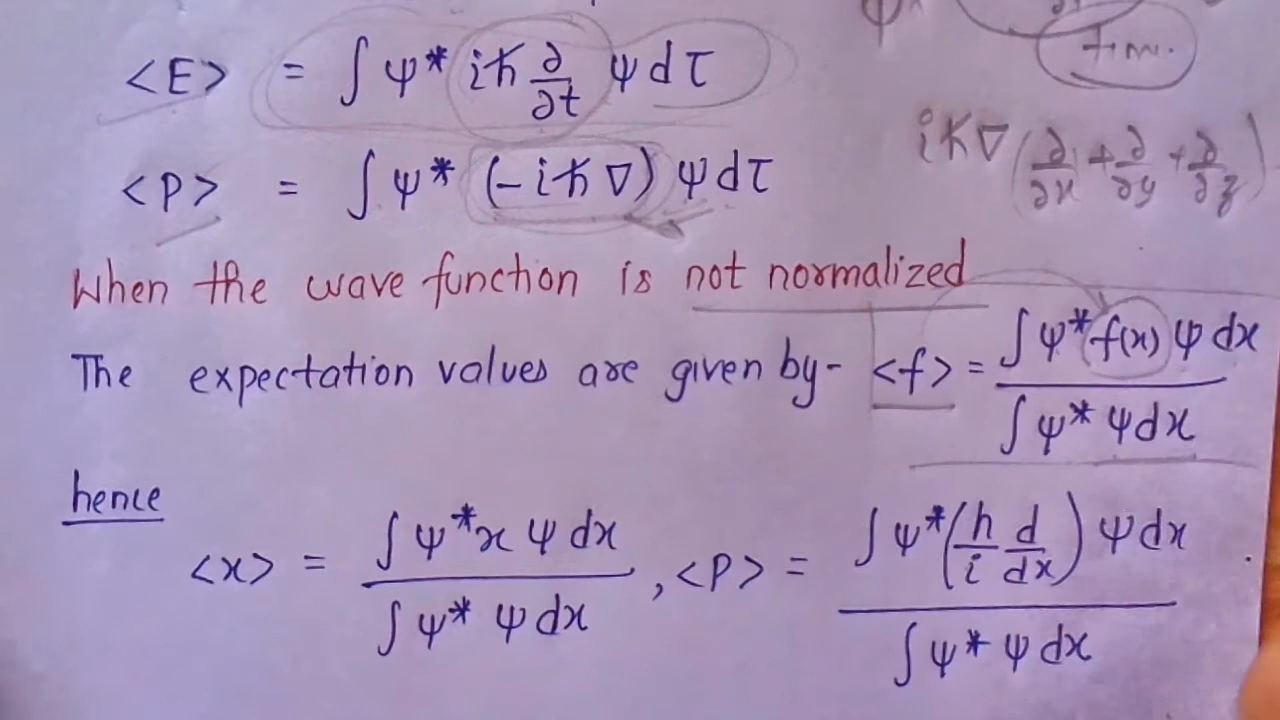 <E> = ∫ ψ* iℏ ∂/∂t ψ dτ
<P> = ∫ ψ* (-iℏ ∇) ψ dτ
iℏ∇ (∂/∂x + ∂/∂y + ∂/∂z)
When the wave function is not normalized
The expectation values are given by- <f> = ∫ ψ* f(x) ψ dx / ∫ ψ* ψ dx
hence
<x> = ∫ ψ* x ψ dx / ∫ ψ* ψ dx , <P> = ∫ ψ* (h/i d/dx) ψ dx / ∫ ψ* ψ dx